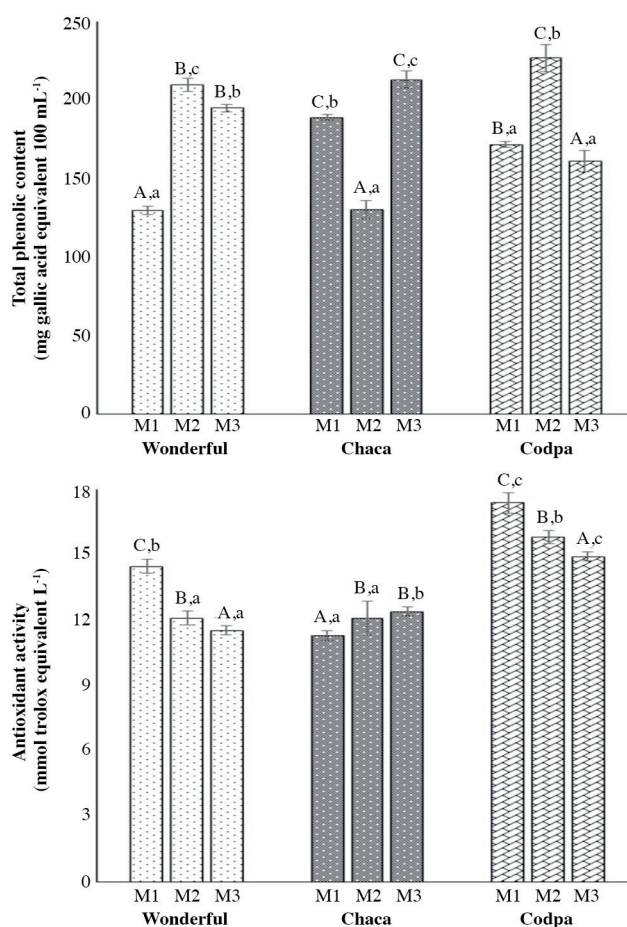 Total phenolic content
(mg gallic acid equivalent 100 mL⁻¹)
250
200
150
100
50
0
A,a
B,c
B,b
C,b
A,a
C,c
B,a
C,b
A,a
M1 M2 M3
Wonderful
M1 M2 M3
Chaca
M1 M2 M3
Codpa
Antioxidant activity
(mmol trolox equivalent L⁻¹)
18
15
12
9
6
3
0
C,b
B,a
A,a
A,a
B,a
B,b
C,c
B,b
A,c
M1 M2 M3
Wonderful
M1 M2 M3
Chaca
M1 M2 M3
Codpa